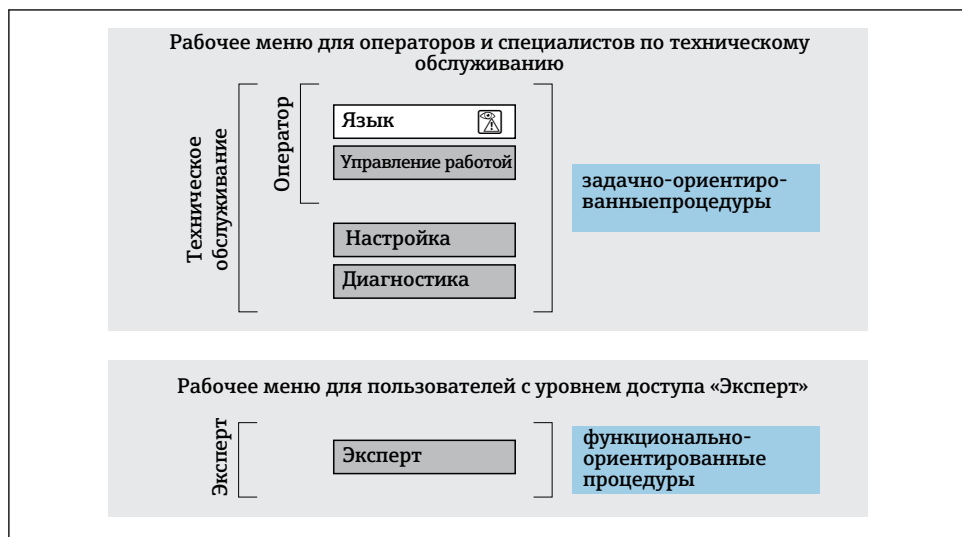 Рабочее меню для операторов и специалистов по техническому
обслуживанию
Техническое
обслуживание
Оператор
Язык
Управление работой
Настройка
Диагностика
задачно-ориентиро-
ванныепроцедуры
Рабочее меню для пользователей с уровнем доступа «Эксперт»
Эксперт
Эксперт
функционально-
ориентированные
процедуры